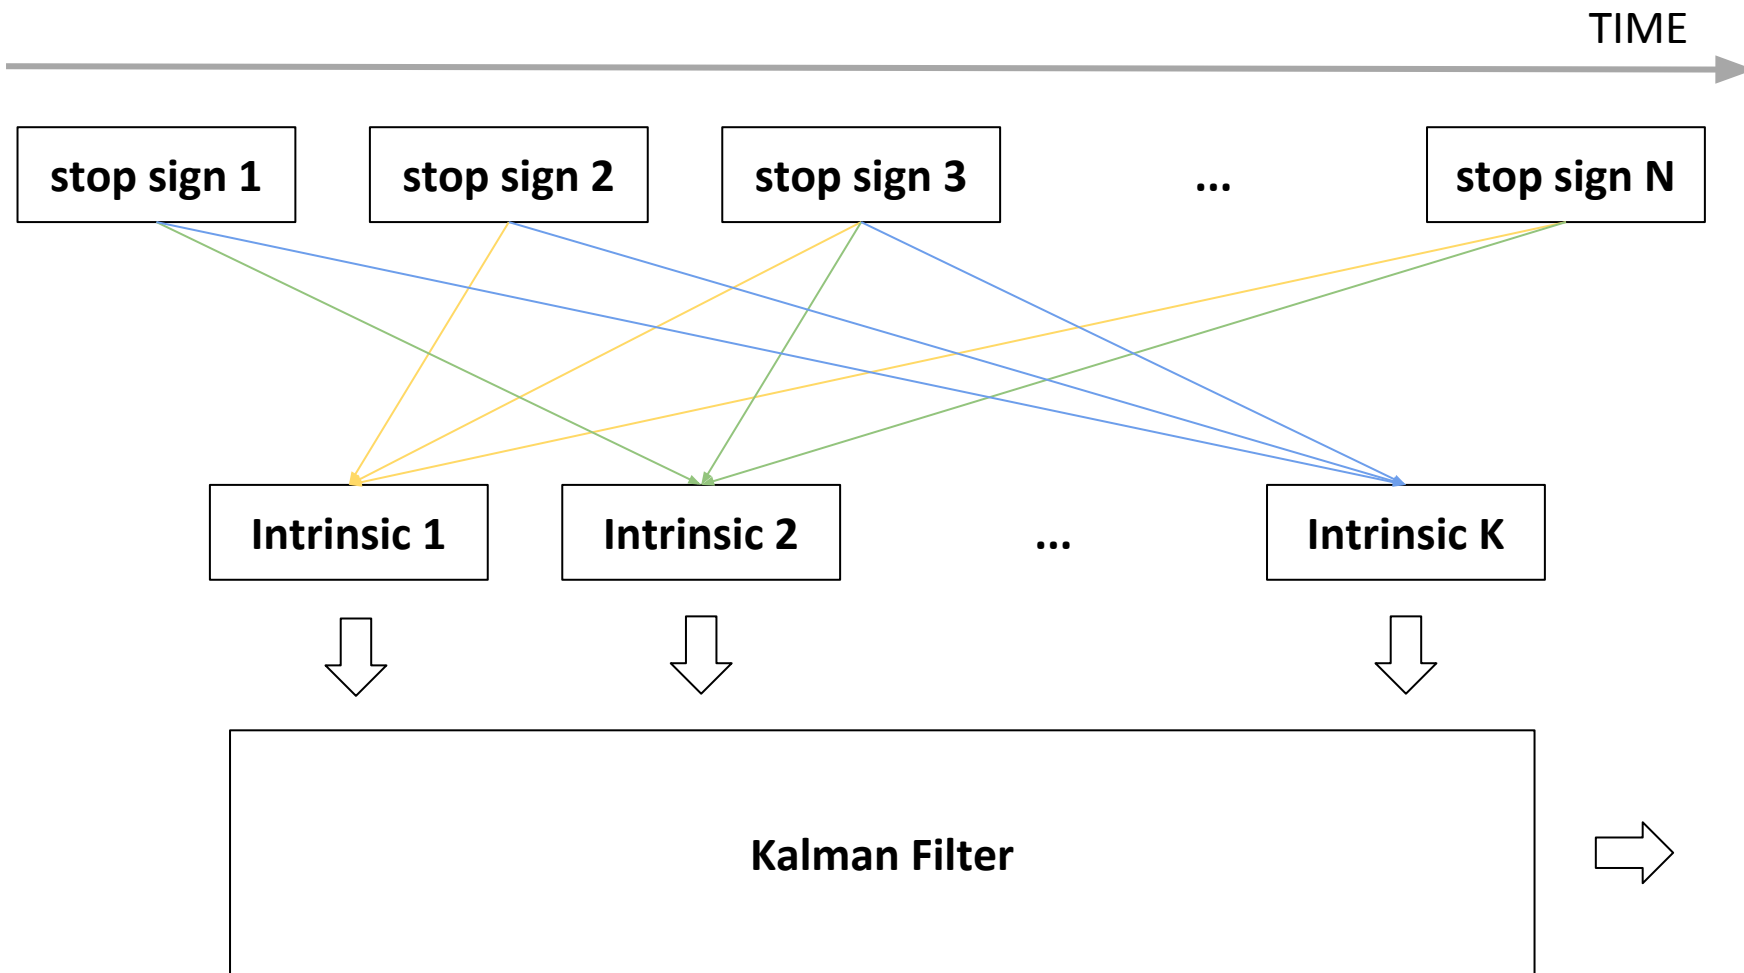 TIME
stop sign 1
stop sign 2
stop sign 3
...
stop sign N
Intrinsic 1
Intrinsic 2
...
Intrinsic K
Kalman Filter